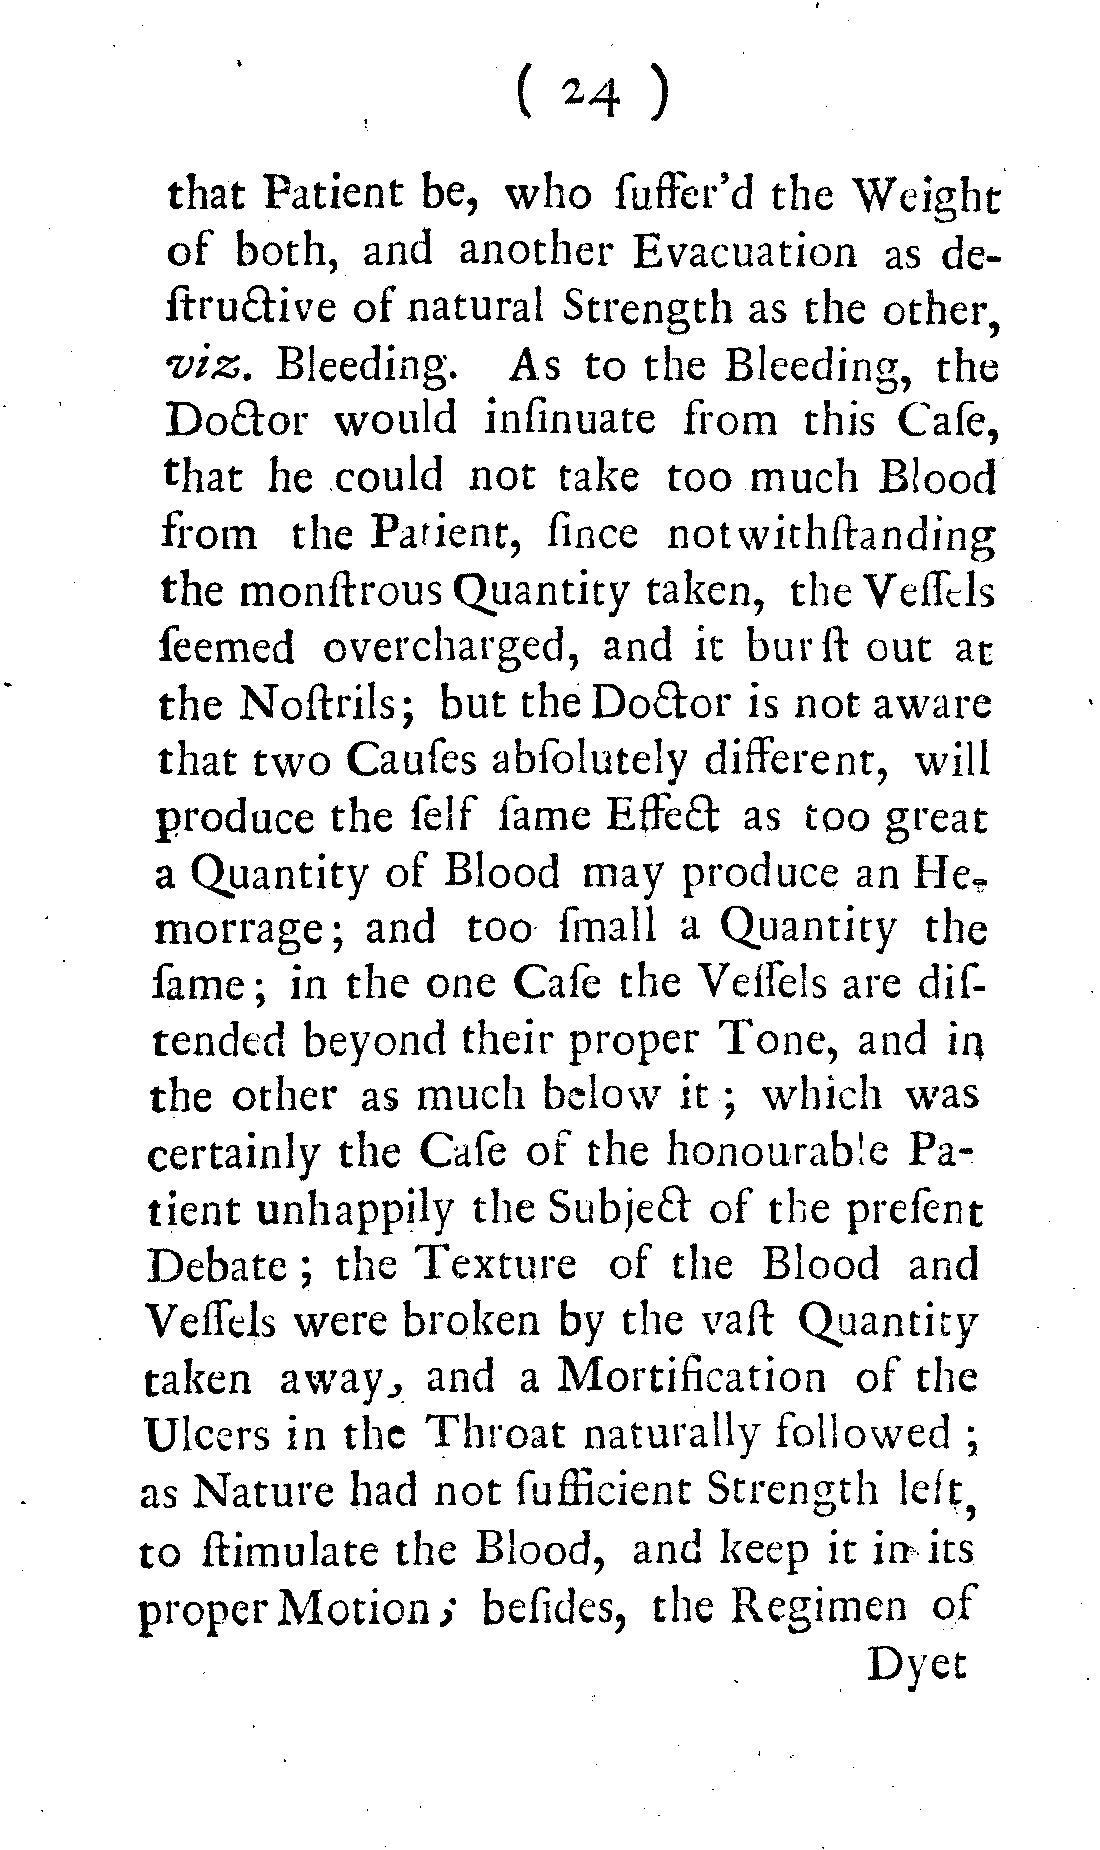 ( 24 )
that Patient be, who ſuffer'd the Weight
of both, and another Evacuation as de-
ſtructive of natural Strength as the other,
viz. Bleeding. As to the Bleeding, the
Doctor would inſinuate from this Caſe,
that he could not take too much Blood
from the Patient, ſince notwithſtanding
the monſtrous Quantity taken, the Veſſels
ſeemed overcharged, and it burſt out at
the Noſtrils; but the Doctor is not aware
that two Cauſes abſolutely different, will
produce the ſelf ſame Effect as too great
a Quantity of Blood may produce an He-
morrage; and too ſmall a Quantity the
ſame; in the one Caſe the Veſſels are diſ-
tended beyond their proper Tone, and in
the other as much below it; which was
certainly the Caſe of the honourable Pa-
tient unhappily the Subject of the preſent
Debate; the Texture of the Blood and
Veſſels were broken by the vaſt Quantity
taken away, and a Mortification of the
Ulcers in the Throat naturally followed;
as Nature had not ſufficient Strength left,
to ſtimulate the Blood, and keep it in its
proper Motion; beſides, the Regimen of
Dyet